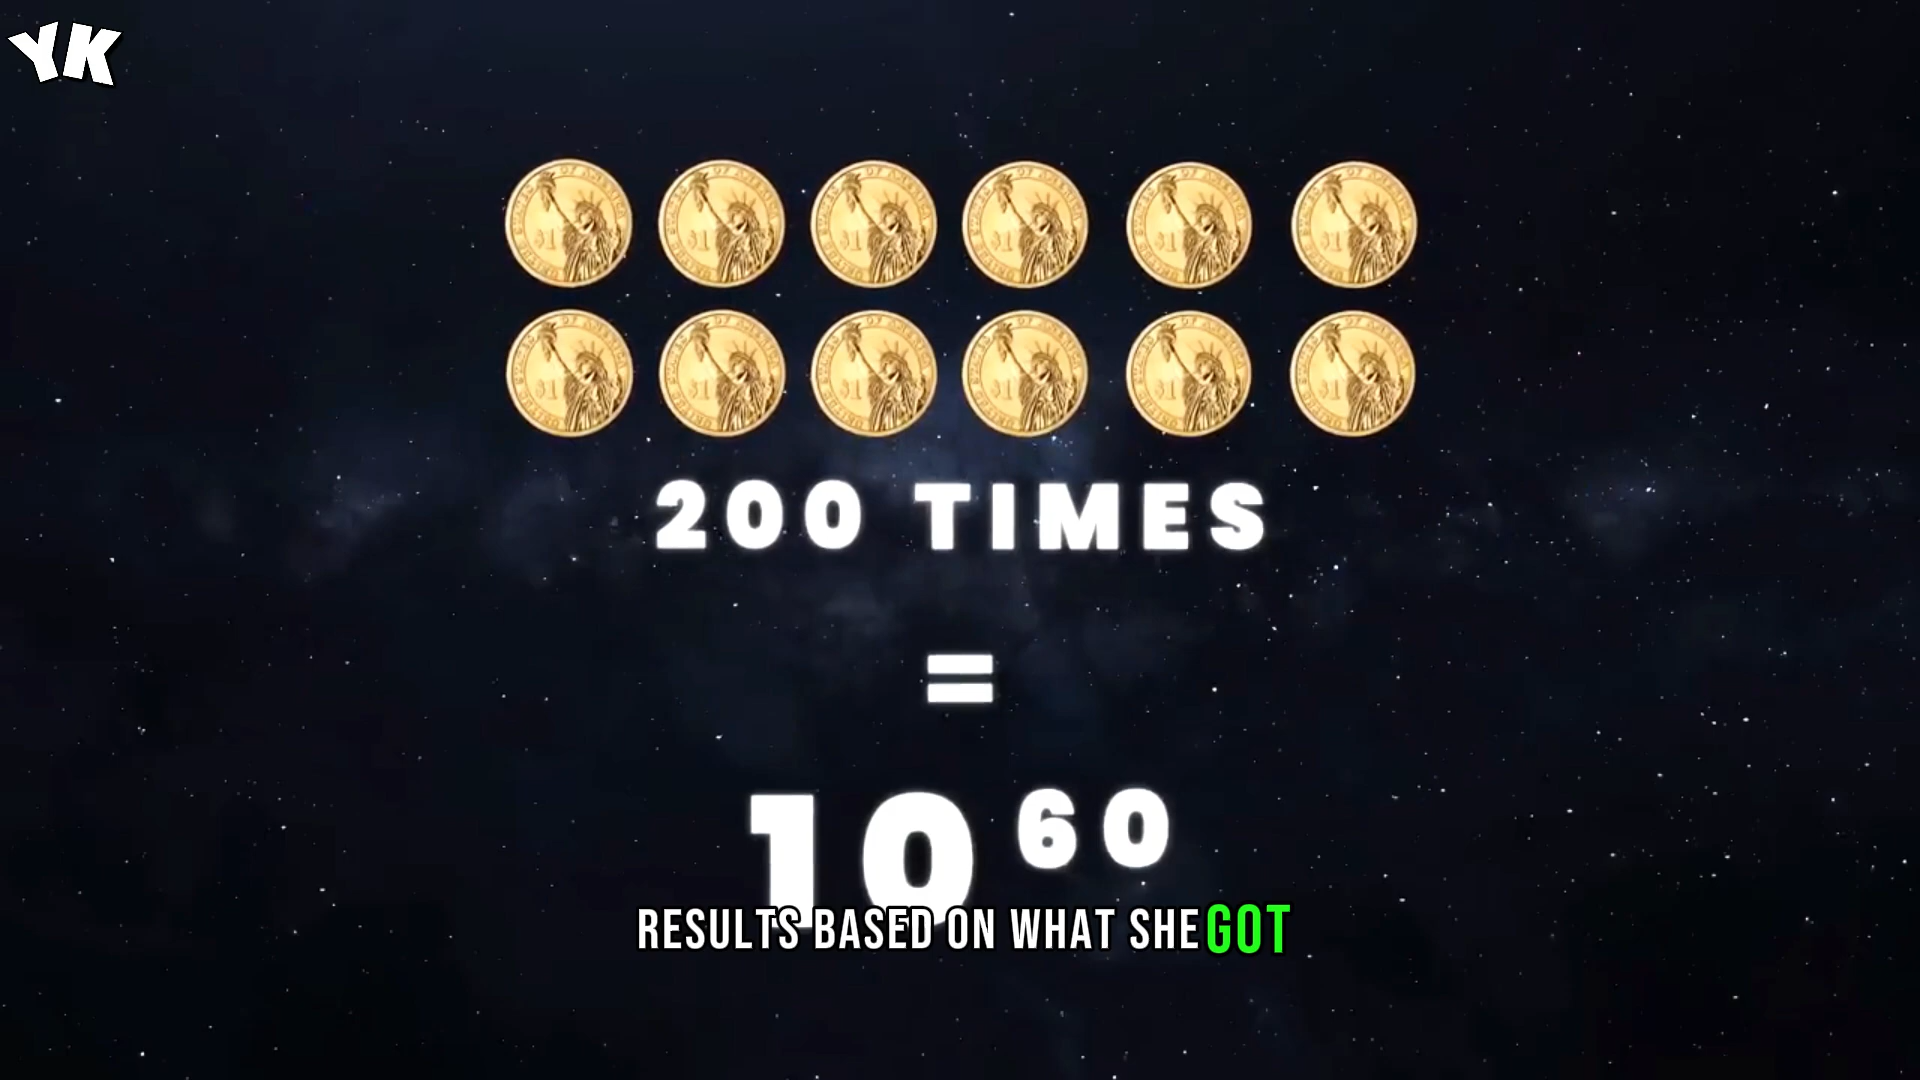 YK
200 TIMES
=
10⁶⁰
RESULTS BASED ON WHAT SHE GOT